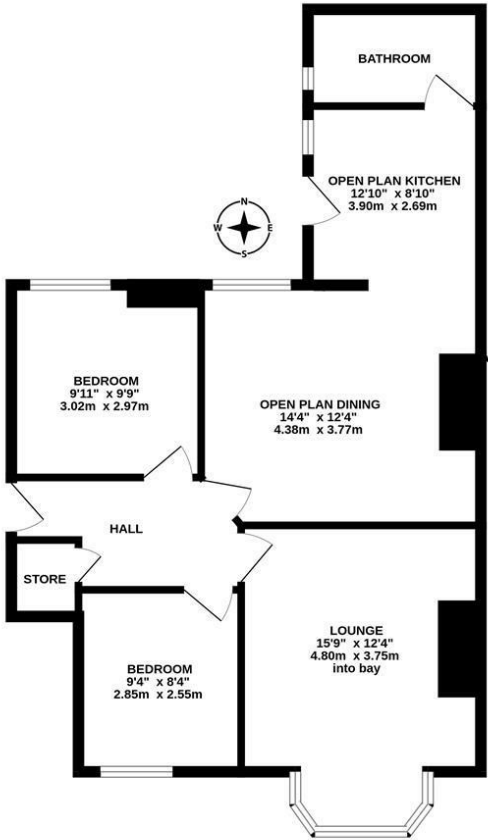 BATHROOM
OPEN PLAN KITCHEN
12'10" x 8'10"
3.90m x 2.69m
N
W E
S
BEDROOM
9'11" x 9'9"
3.02m x 2.97m
OPEN PLAN DINING
14'4" x 12'4"
4.38m x 3.77m
HALL
STORE
LOUNGE
15'9" x 12'4"
4.80m x 3.75m
into bay
BEDROOM
9'4" x 8'4"
2.85m x 2.55m